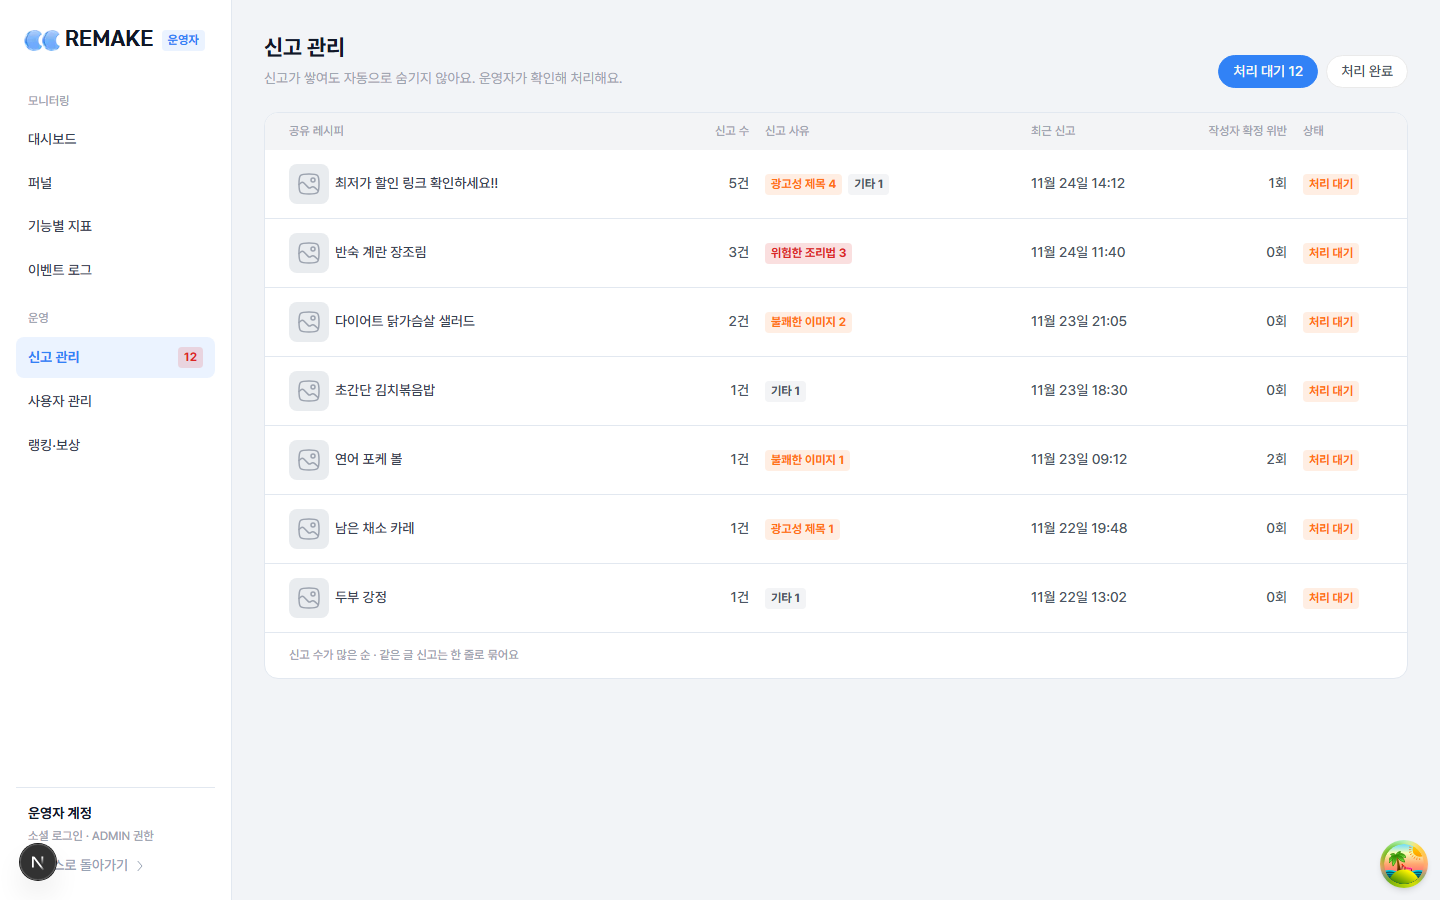 REMAKE 운영자
모니터링
대시보드
퍼널
기능별 지표
이벤트 로그
운영
신고 관리 12
사용자 관리
랭킹·보상
운영자 계정
소셜 로그인 · ADMIN 권한
스로 돌아가기
N
신고 관리
신고가 쌓여도 자동으로 숨기지 않아요. 운영자가 확인해 처리해요.
처리 대기 12 처리 완료
공유 레시피 신고 수 신고 사유 최근 신고 작성자 확정 위반 상태
최저가 할인 링크 확인하세요!! 5건 광고성 제목 4 기타 1 11월 24일 14:12 1회 처리 대기
반숙 계란 장조림 3건 위험한 조리법 3 11월 24일 11:40 0회 처리 대기
다이어트 닭가슴살 샐러드 2건 불쾌한 이미지 2 11월 23일 21:05 0회 처리 대기
초간단 김치볶음밥 1건 기타 1 11월 23일 18:30 0회 처리 대기
연어 포케 볼 1건 불쾌한 이미지 1 11월 23일 09:12 2회 처리 대기
남은 채소 카레 1건 광고성 제목 1 11월 22일 19:48 0회 처리 대기
두부 강정 1건 기타 1 11월 22일 13:02 0회 처리 대기
신고 수가 많은 순 · 같은 글 신고는 한 줄로 묶어요